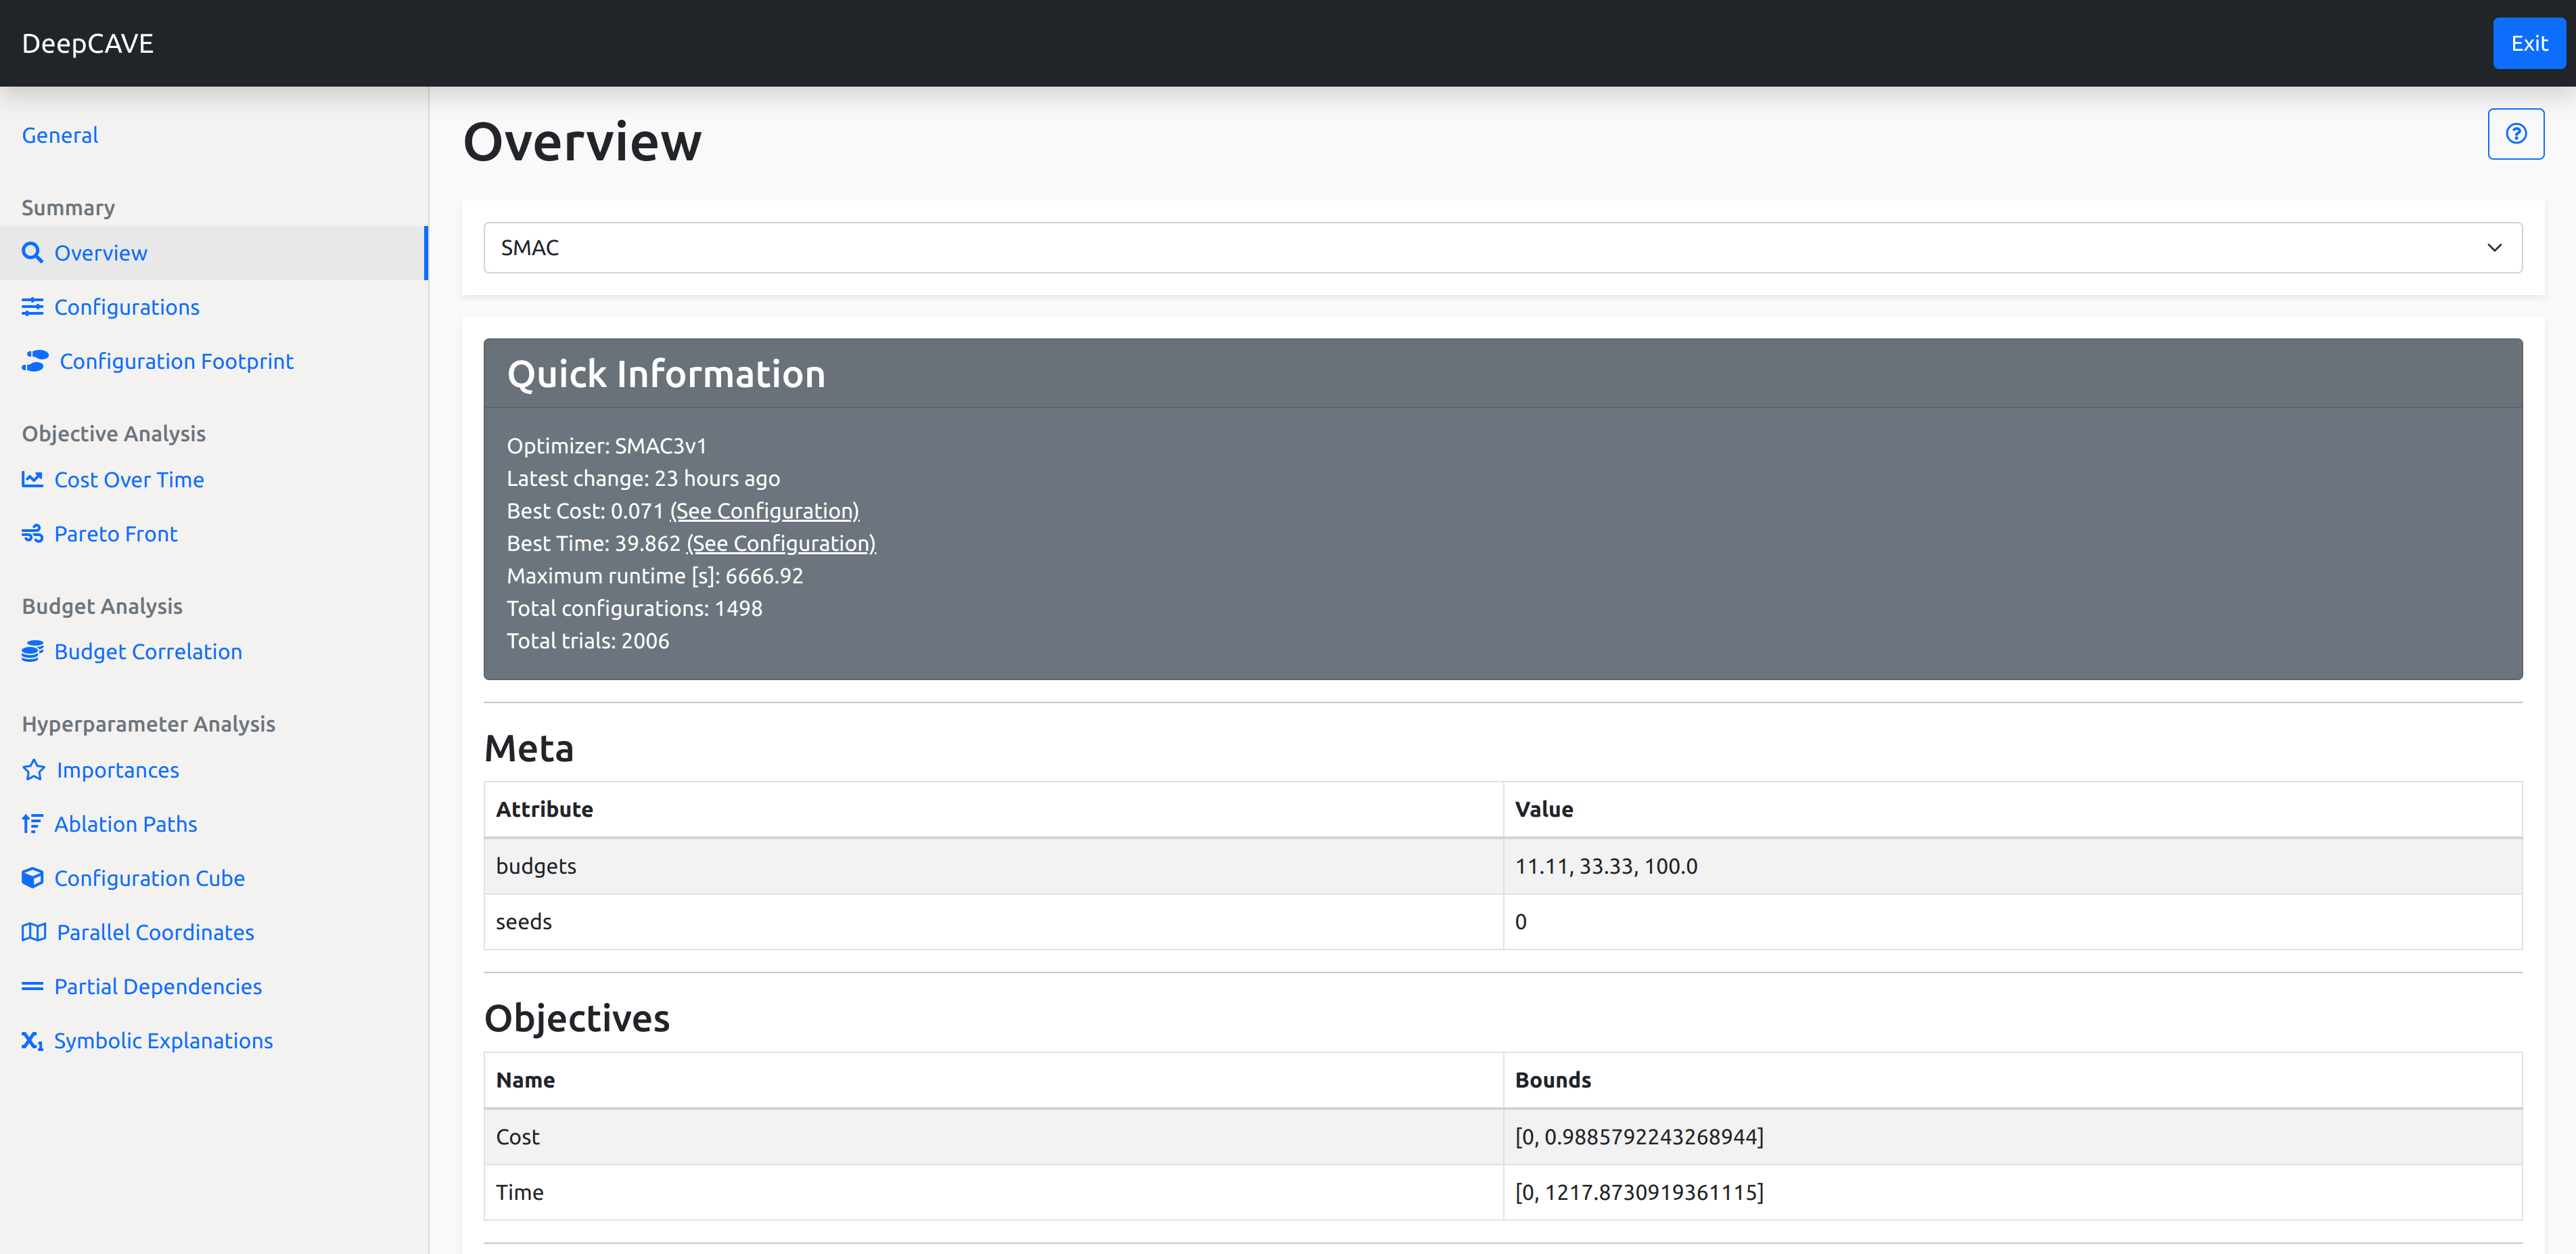 DeepCAVE
Exit
General
Summary
Overview
Configurations
Configuration Footprint
Objective Analysis
Cost Over Time
Pareto Front
Budget Analysis
Budget Correlation
Hyperparameter Analysis
Importances
Ablation Paths
Configuration Cube
Parallel Coordinates
Partial Dependencies
Symbolic Explanations
Overview
SMAC
Quick Information
Optimizer: SMAC3v1
Latest change: 23 hours ago
Best Cost: 0.071 (See Configuration)
Best Time: 39.862 (See Configuration)
Maximum runtime [s]: 6666.92
Total configurations: 1498
Total trials: 2006
Meta
Attribute Value
budgets 11.11, 33.33, 100.0
seeds 0
Objectives
Name Bounds
Cost [0, 0.9885792243268944]
Time [0, 1217.8730919361115]